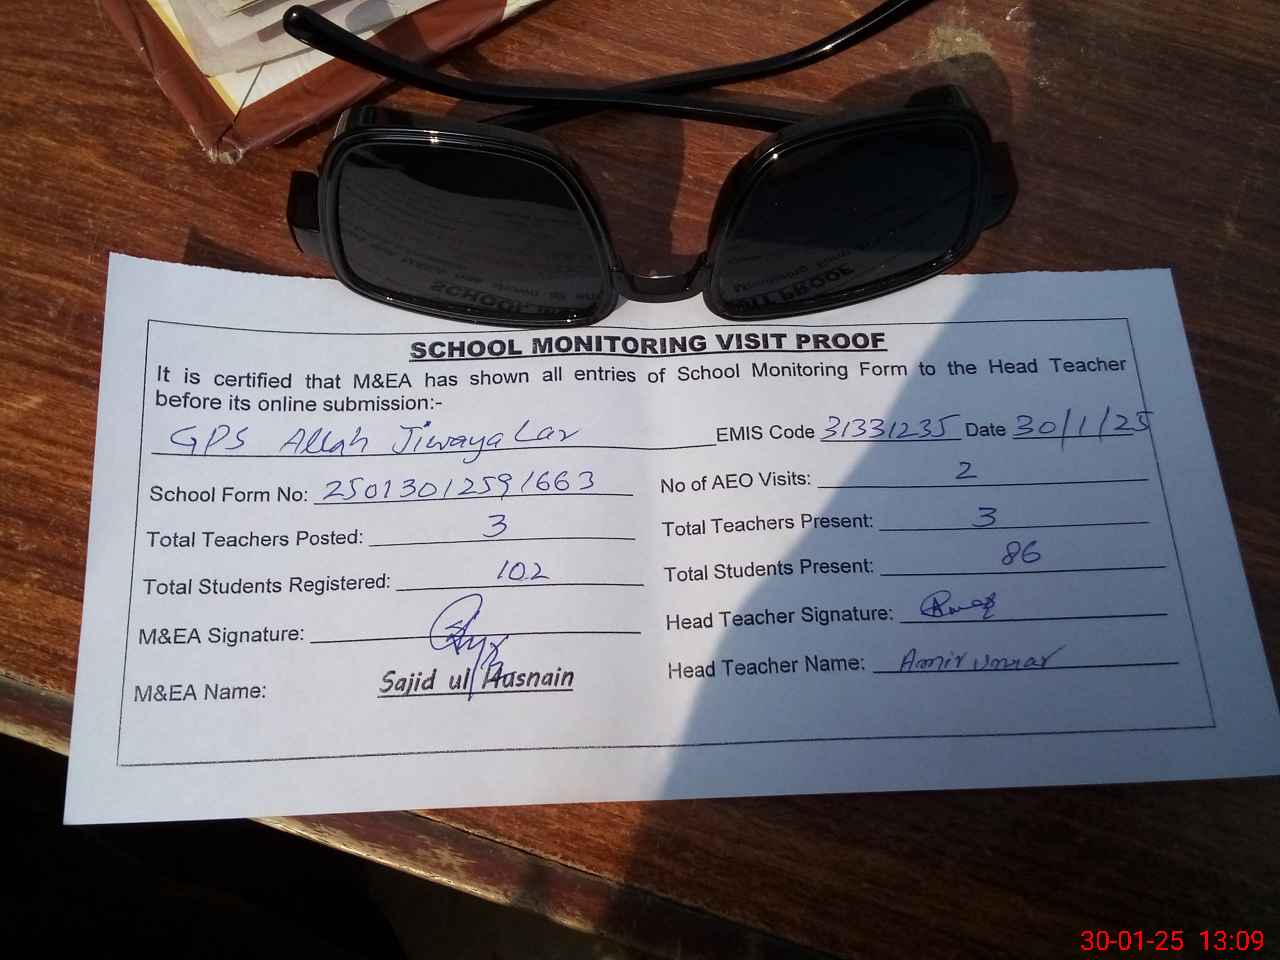 SCHOOL MONITORING VISIT PROOF
It is certified that M&EA has shown all entries of School Monitoring Form to the Head Teacher
before its online submission:-
GPS Allah Jiwaya Lar EMIS Code 31331235 Date 30/1/25
School Form No: 25013012591663 No of AEO Visits: 2
Total Teachers Posted: 3 Total Teachers Present: 3
Total Students Registered: 102 Total Students Present: 86
M&EA Signature: Head Teacher Signature:
M&EA Name: Sajid ul Hasnain Head Teacher Name: Amir umar
30-01-25 13:09